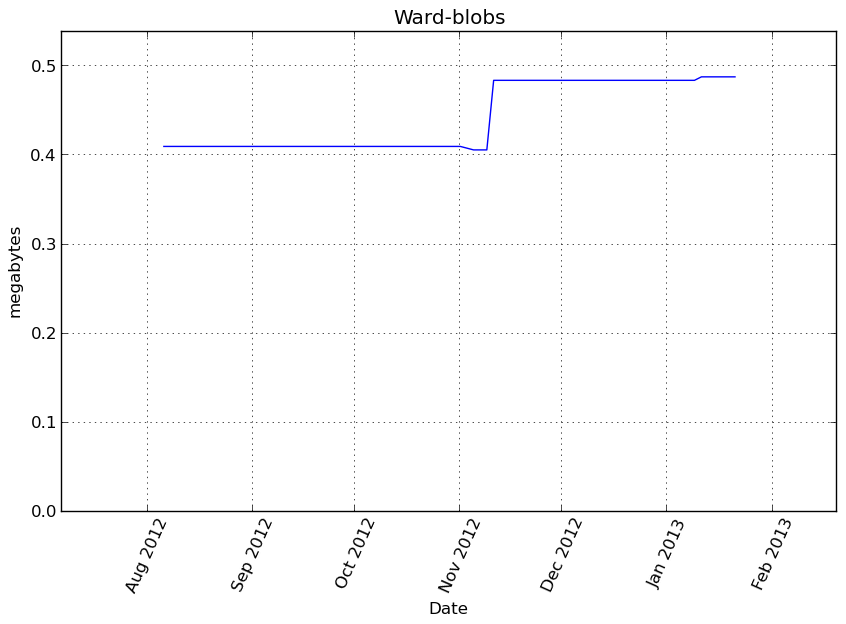 Ward-blobs
0.5
0.4
0.3
0.2
0.1
0.0
megabytes
Aug 2012
Sep 2012
Oct 2012
Nov 2012
Dec 2012
Jan 2013
Feb 2013
Date